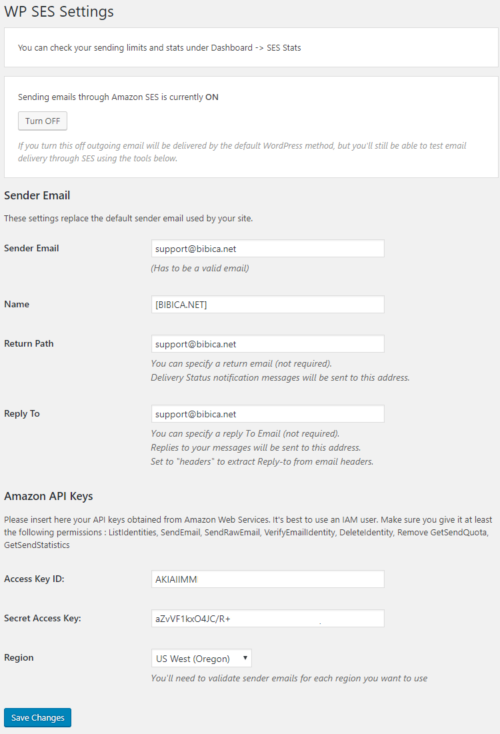 WP SES Settings
You can check your sending limits and stats under Dashboard -> SES Stats
Sending emails through Amazon SES is currently ON
Turn OFF
If you turn this off outgoing email will be delivered by the default WordPress method, but you'll still be able to test email
delivery through SES using the tools below.
Sender Email
These settings replace the default sender email used by your site.
Sender Email
support@bibica.net
(Has to be a valid email)
Name
[BIBICA.NET]
Return Path
support@bibica.net
You can specify a return email (not required).
Delivery Status notification messages will be sent to this address.
Reply To
support@bibica.net
You can specify a reply To Email (not required).
Replies to your messages will be sent to this address.
Set to "headers" to extract Reply-to from email headers.
Amazon API Keys
Please insert here your API keys obtained from Amazon Web Services. It's best to use an IAM user. Make sure you give it at least
the following permissions : ListIdentities, SendEmail, SendRawEmail, VerifyEmailIdentity, DeleteIdentity, Remove GetSendQuota,
GetSendStatistics
Access Key ID:
AKIAIIMM
Secret Access Key:
aZvVF1kxO4JC/R+
Region
US West (Oregon)
You'll need to validate sender emails for each region you want to use
Save Changes